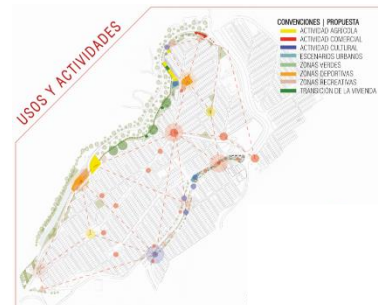 USOS Y ACTIVIDADES
CONVENCIONES | PROPUESTA
ACTIVIDAD AGRICOLA
ACTIVIDAD COMERCIAL
ACTIVIDAD CULTURAL
ESCENARIOS URBANOS
ZONAS VERDES
ZONAS DEPORTIVAS
ZONAS RECREATIVAS
TRANSICIÓN DE LA VIVIENDA